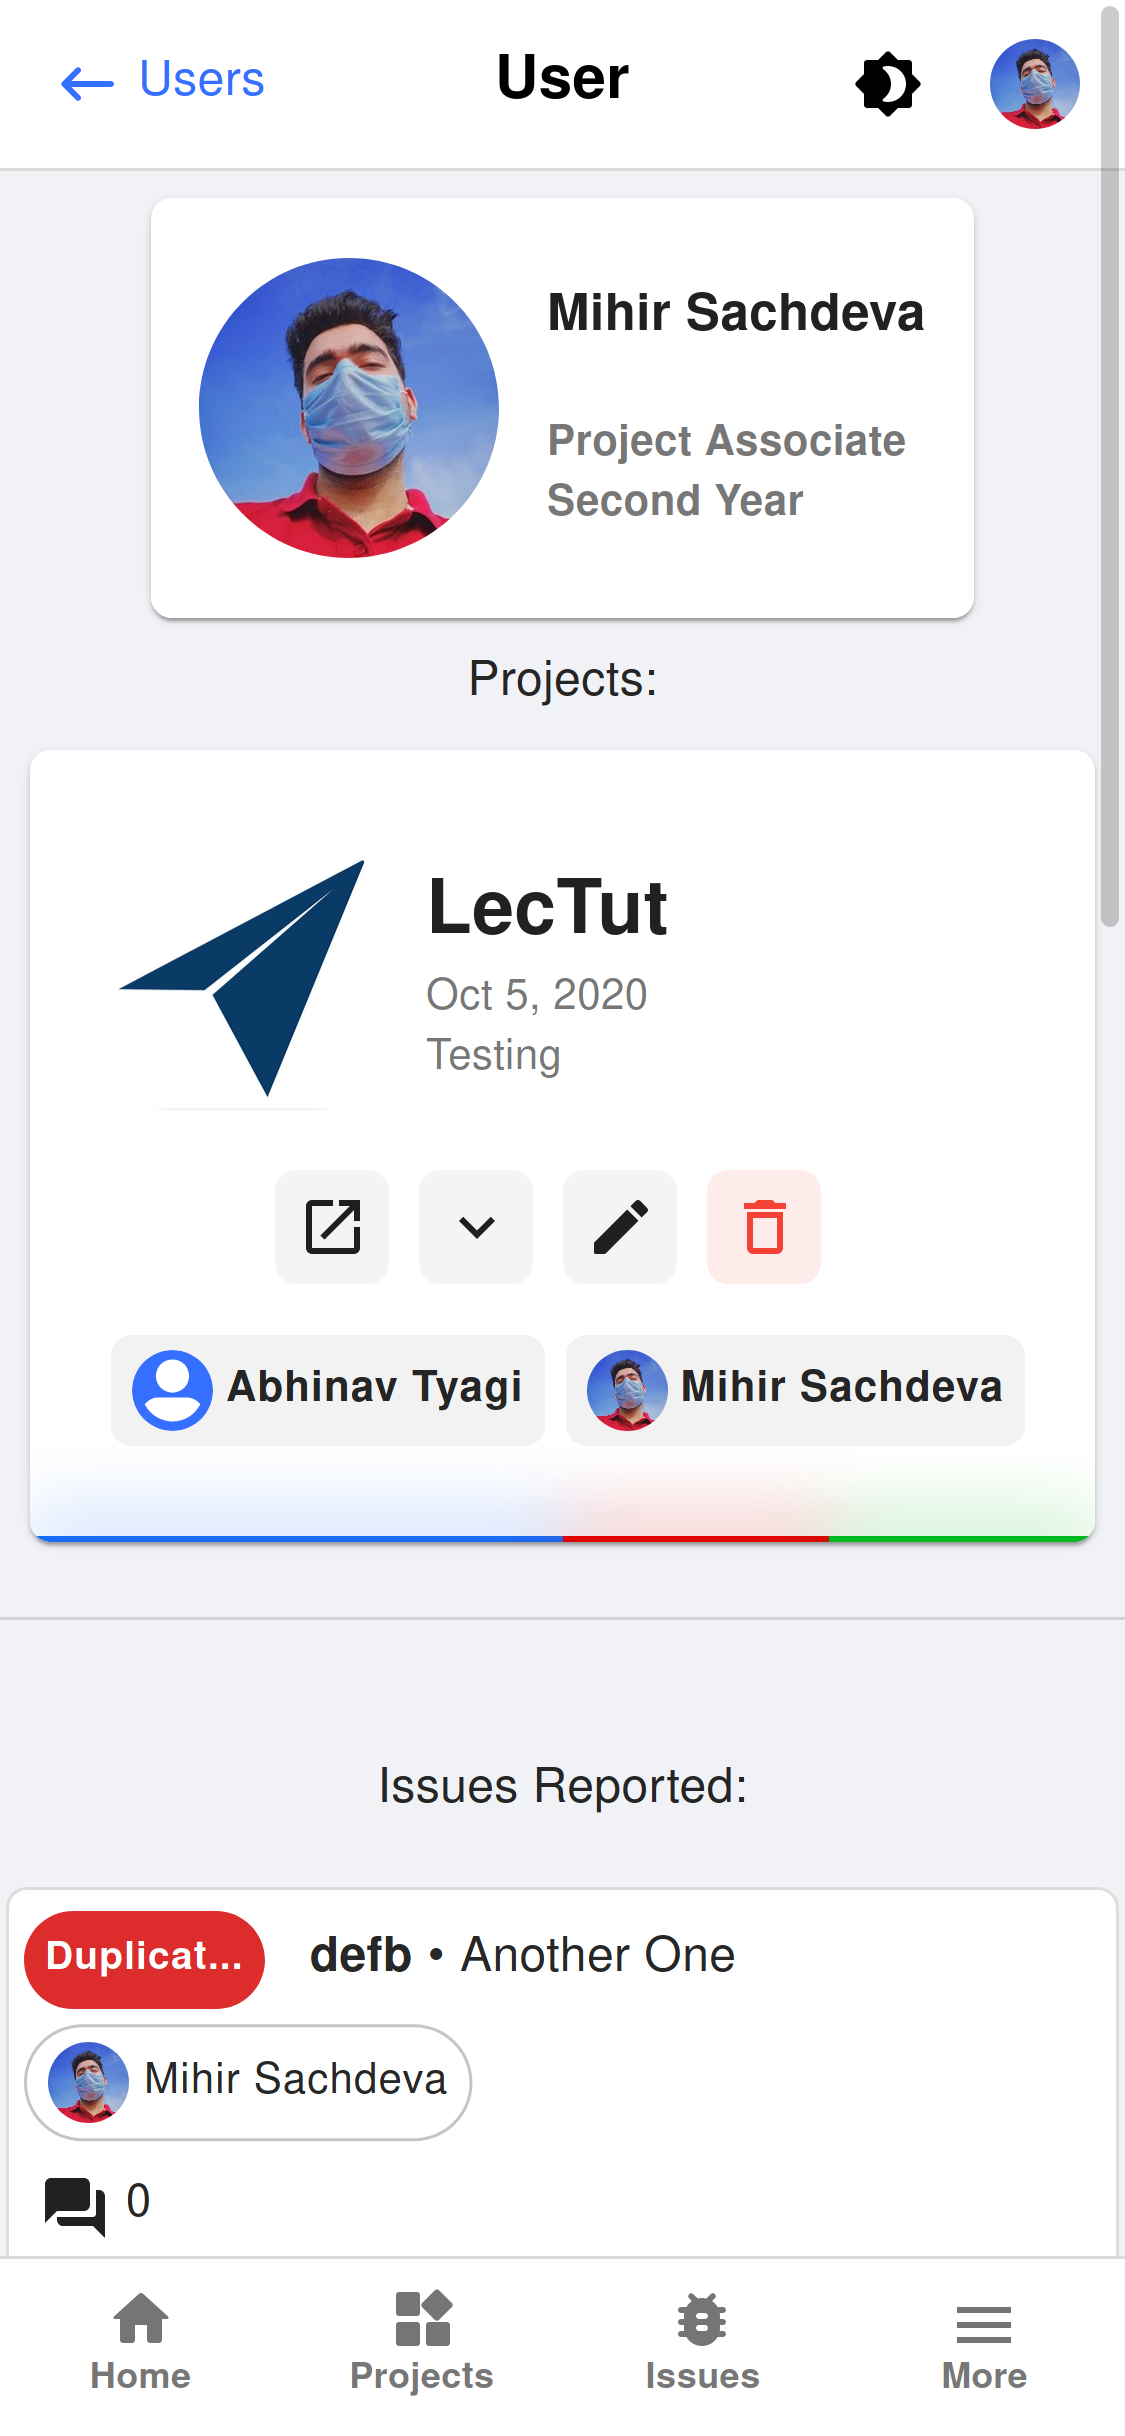 Users
User
Mihir Sachdeva
Project Associate
Second Year
Projects:
LecTut
Oct 5, 2020
Testing
Abhinav Tyagi
Mihir Sachdeva
Issues Reported:
Duplicat...
defb • Another One
Mihir Sachdeva
0
Home
Projects
Issues
More